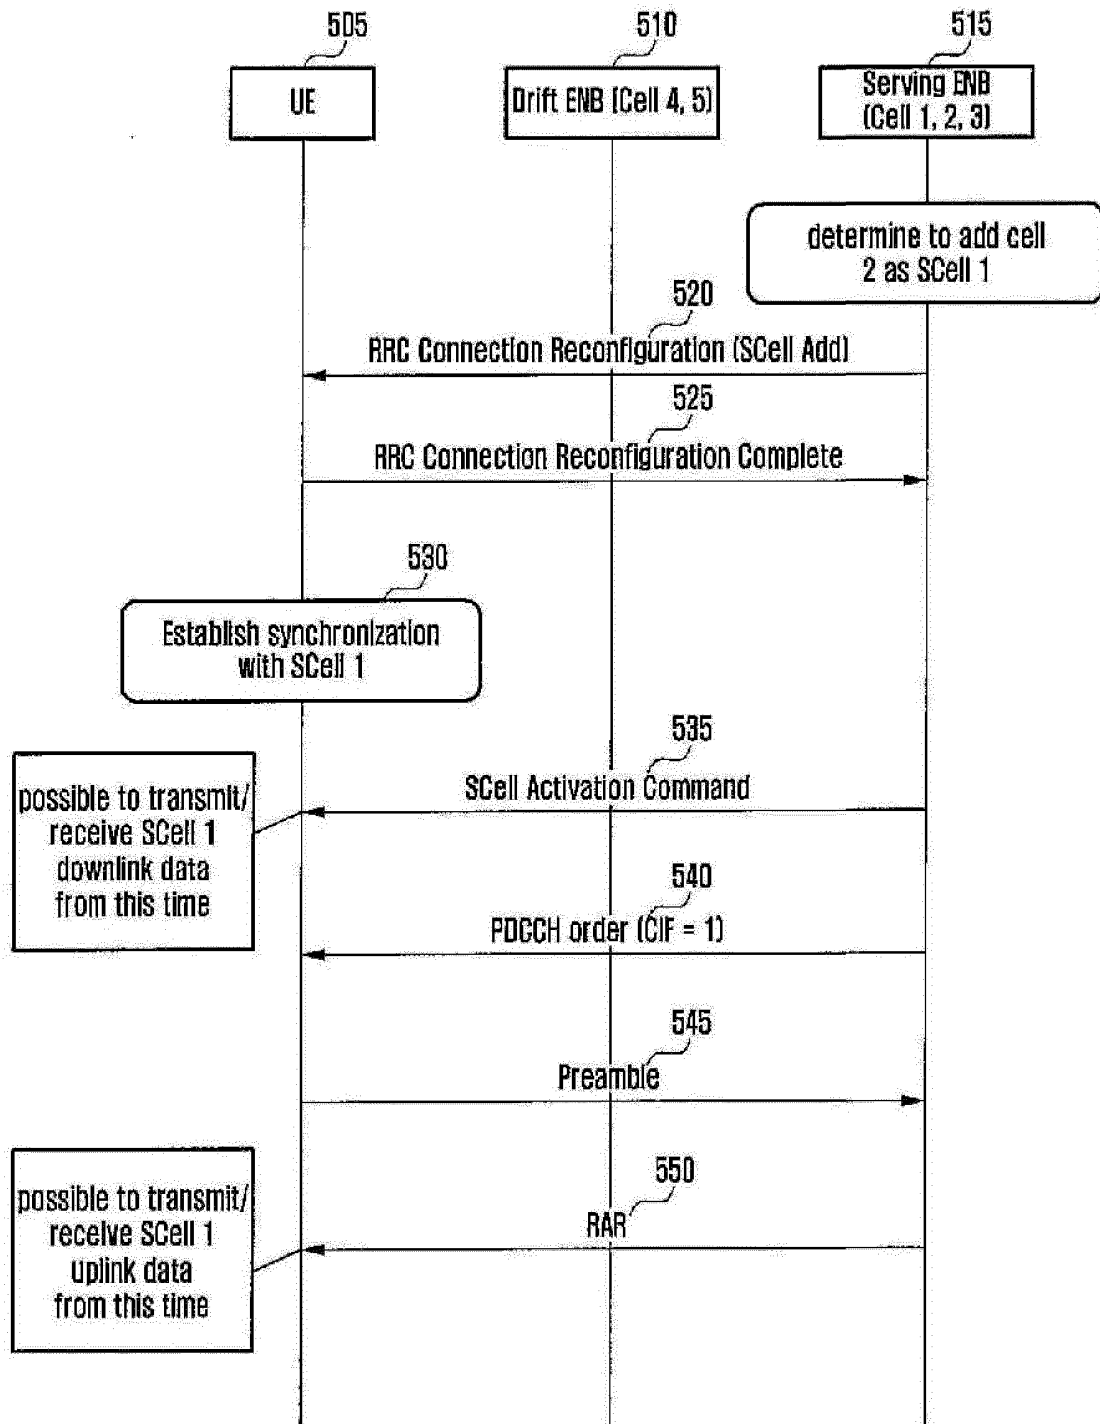 505
510
515
UE
Drift ENB (Cell 4, 5)
Serving ENB
(Cell 1, 2, 3)
determine to add cell
2 as SCell 1
520
RRC Connection Reconfiguration (SCell Add)
525
RRC Connection Reconfiguration Complete
530
Establish synchronization
with SCell 1
535
SCell Activation Command
possible to transmit/
receive SCell 1
downlink data
from this time
540
PDCCH order (CIF = 1)
545
Preamble
550
RAR
possible to transmit/
receive SCell 1
uplink data
from this time